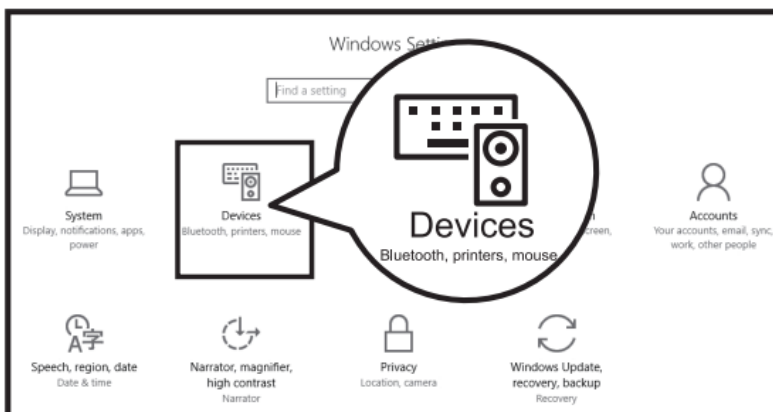 Windows Setti
Find a setting
System
Display, notifications, apps,
power
Devices
Bluetooth, printers, mouse
Devices
Bluetooth, printers, mouse
creen,
Accounts
Your accounts, email, sync,
work, other people
A字
Speech, region, date
Date & time
Narrator, magnifier,
high contrast
Narrator
Privacy
Location, camera
Windows Update,
recovery, backup
Recovery